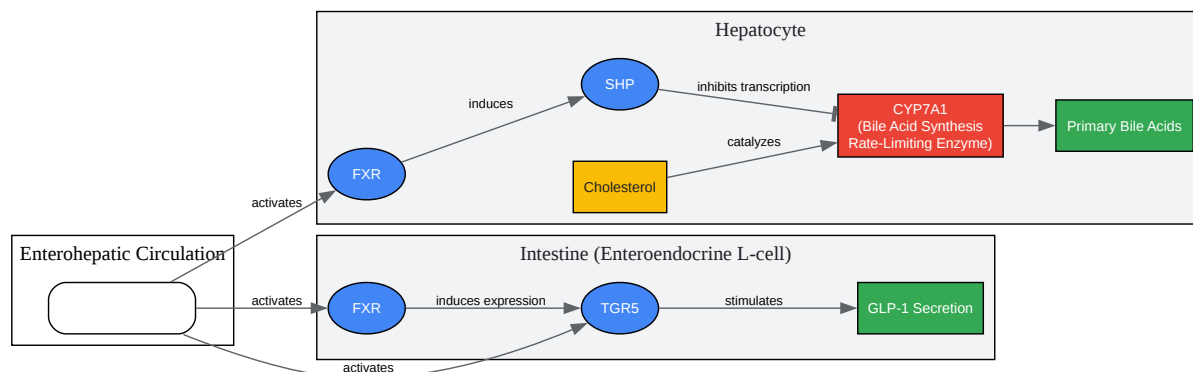 Hepatocyte
SHP
inhibits transcription
CYP7A1
(Bile Acid Synthesis
Rate-Limiting Enzyme)
Primary Bile Acids
induces
catalyzes
Cholesterol
FXR
activates
Enterohepatic Circulation
Intestine (Enteroendocrine L-cell)
activates
FXR
induces expression
TGR5
stimulates
GLP-1 Secretion
activates